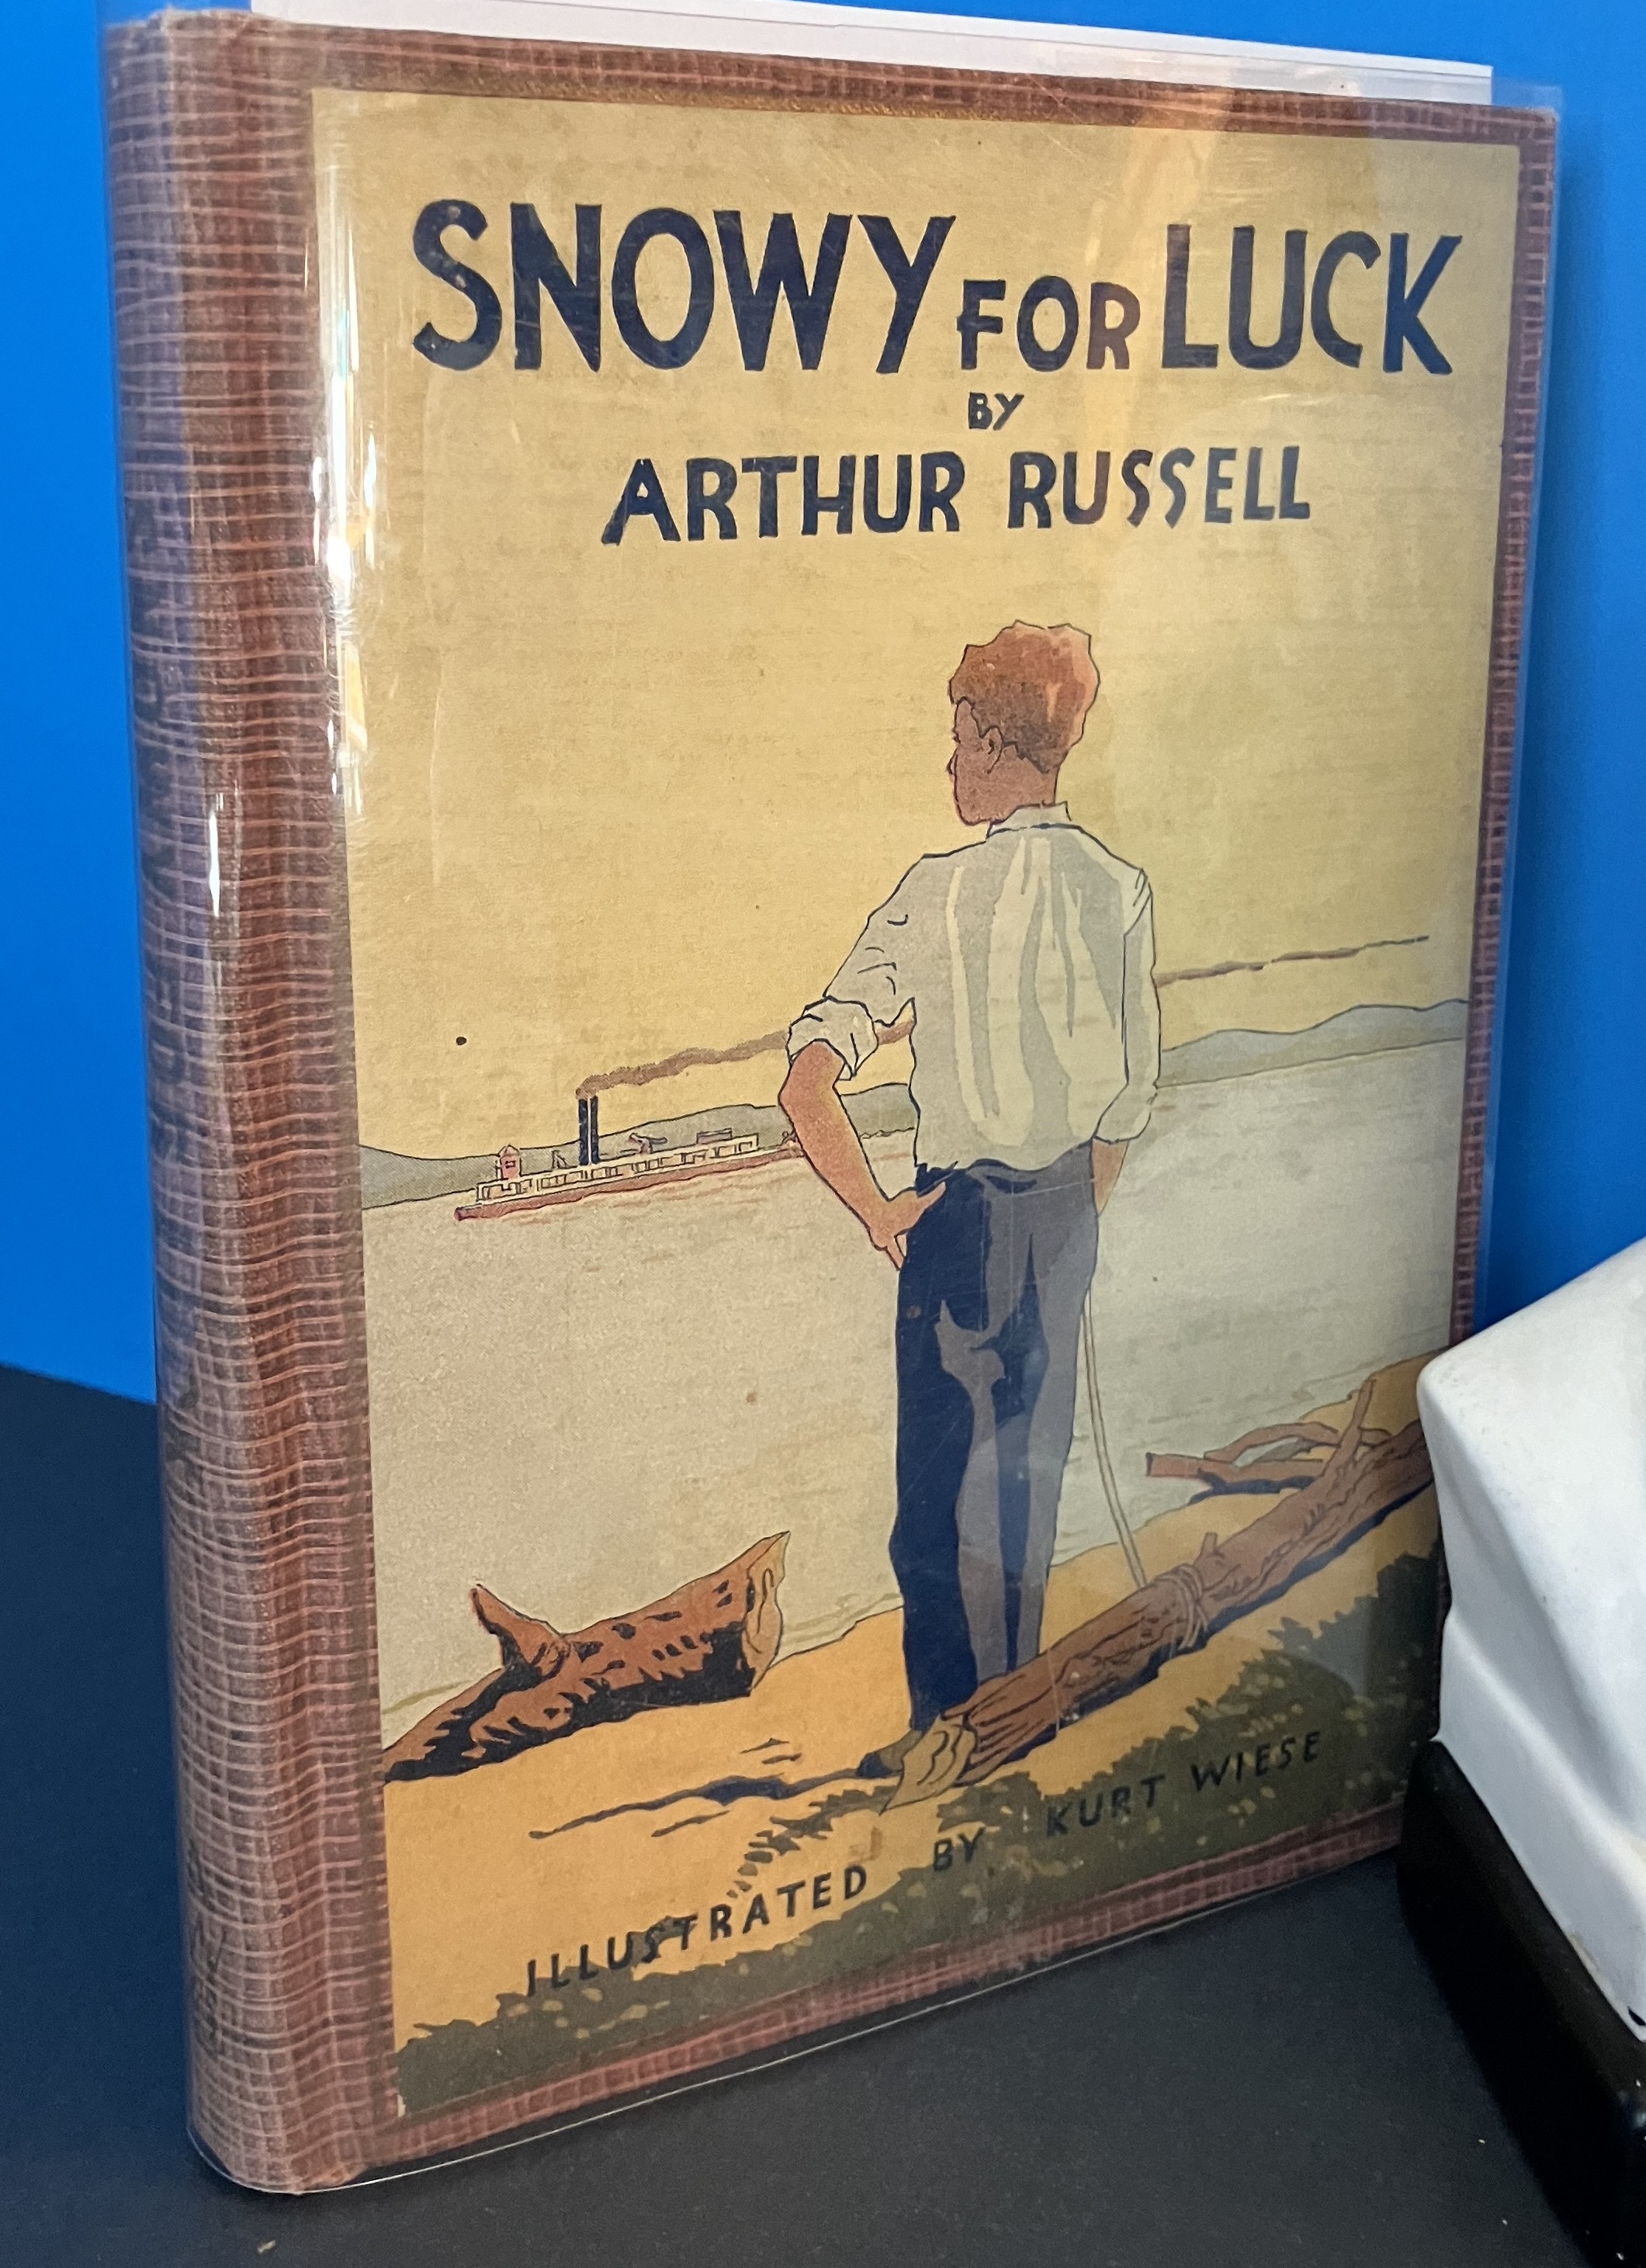 SNOWY FOR LUCK
BY
ARTHUR RUSSELL
ILLUSTRATED BY KURT WIESE